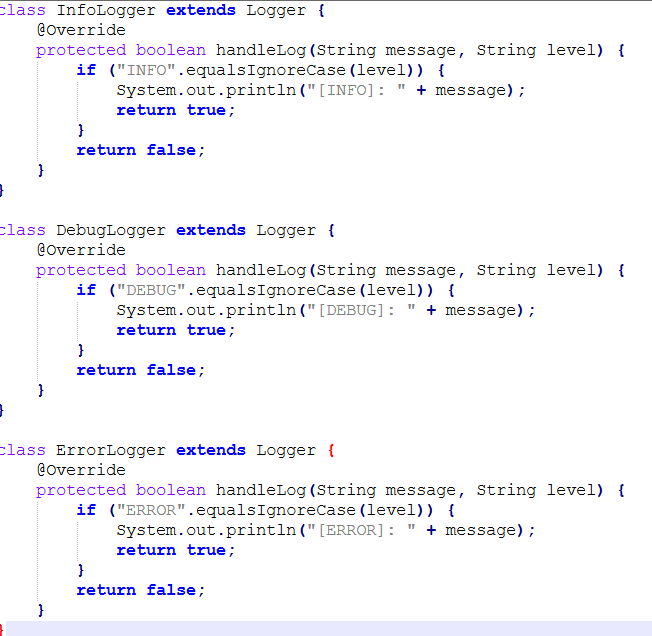 class InfoLogger extends Logger {
    @Override
    protected boolean handleLog(String message, String level) {
        if ("INFO".equalsIgnoreCase(level)) {
            System.out.println("[INFO]: " + message);
            return true;
        }
        return false;
    }
}

class DebugLogger extends Logger {
    @Override
    protected boolean handleLog(String message, String level) {
        if ("DEBUG".equalsIgnoreCase(level)) {
            System.out.println("[DEBUG]: " + message);
            return true;
        }
        return false;
    }
}

class ErrorLogger extends Logger {
    @Override
    protected boolean handleLog(String message, String level) {
        if ("ERROR".equalsIgnoreCase(level)) {
            System.out.println("[ERROR]: " + message);
            return true;
        }
        return false;
    }
}